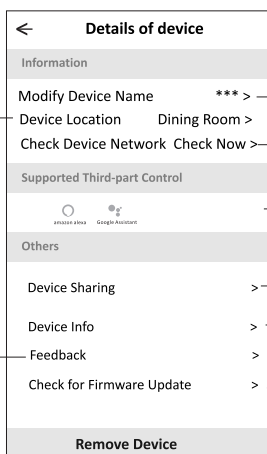 Details of device
Information
Modify Device Name *** >
Device Location Dining Room >
Check Device Network Check Now >
Supported Third-part Control
amazon alexa Google Assistant
Others
Device Sharing >
Device Info >
Feedback >
Check for Firmware Update >
Remove Device